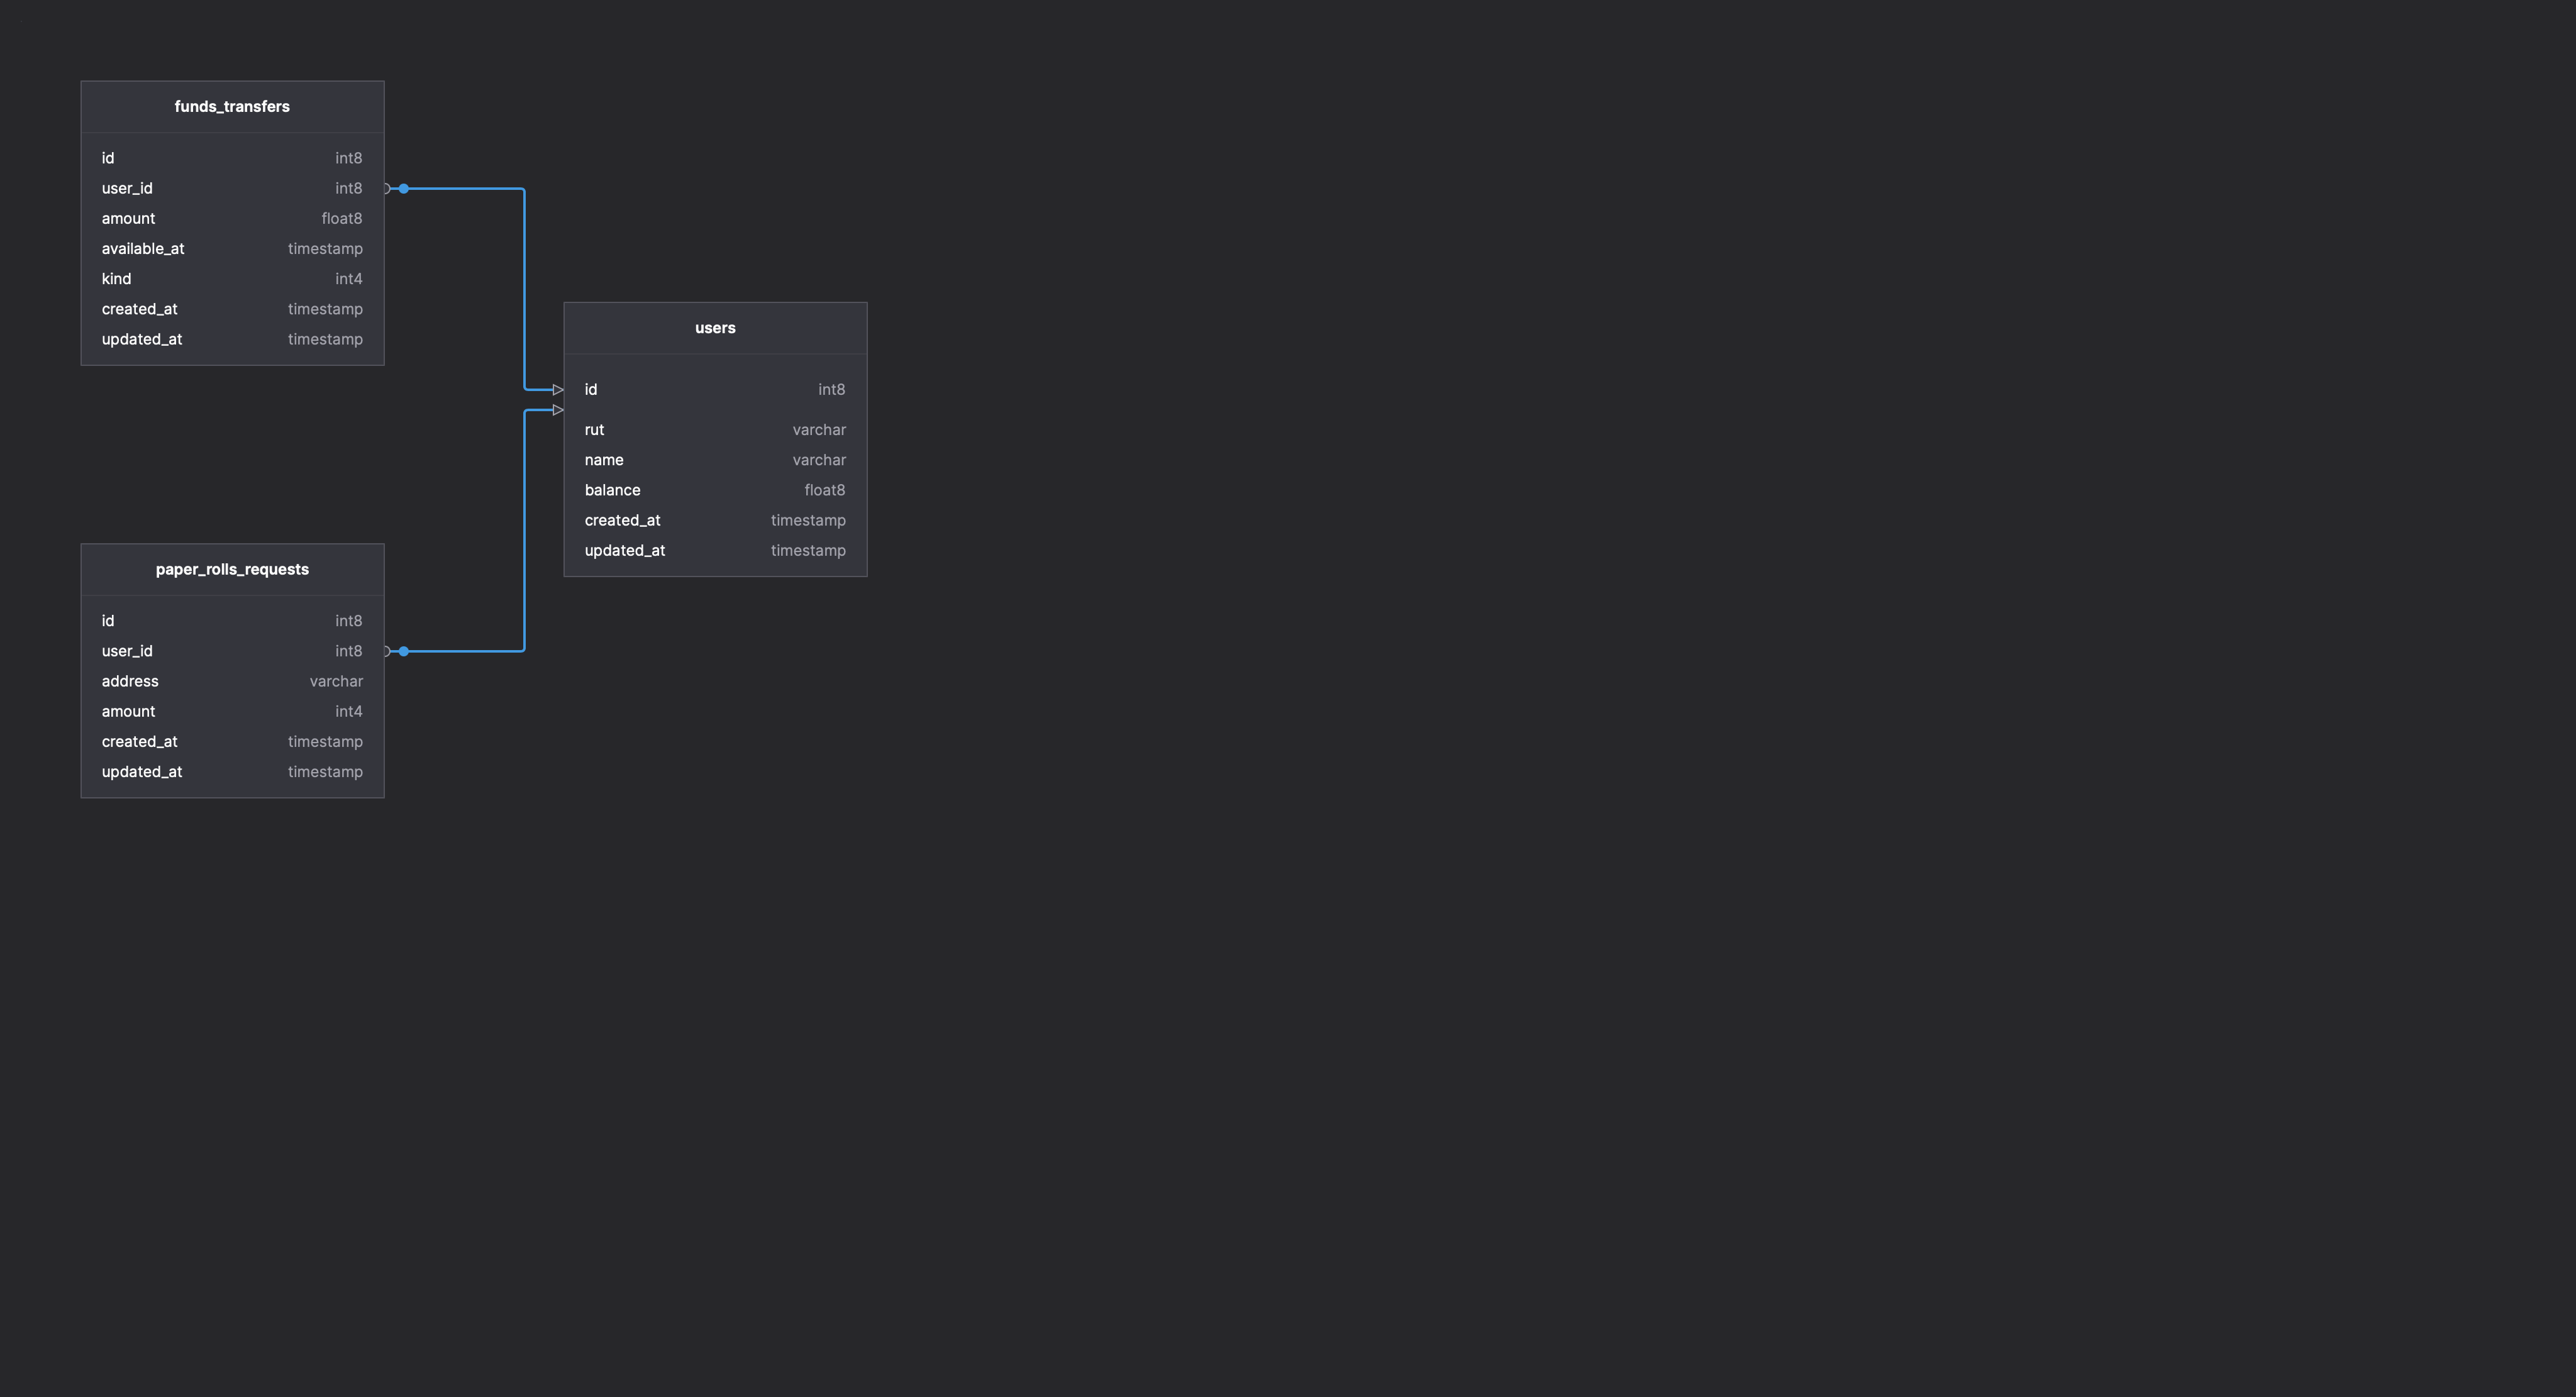 funds_transfers
id int8
user_id int8
amount float8
available_at timestamp
kind int4
created_at timestamp
updated_at timestamp
users
id int8
rut varchar
name varchar
balance float8
created_at timestamp
updated_at timestamp
paper_rolls_requests
id int8
user_id int8
address varchar
amount int4
created_at timestamp
updated_at timestamp